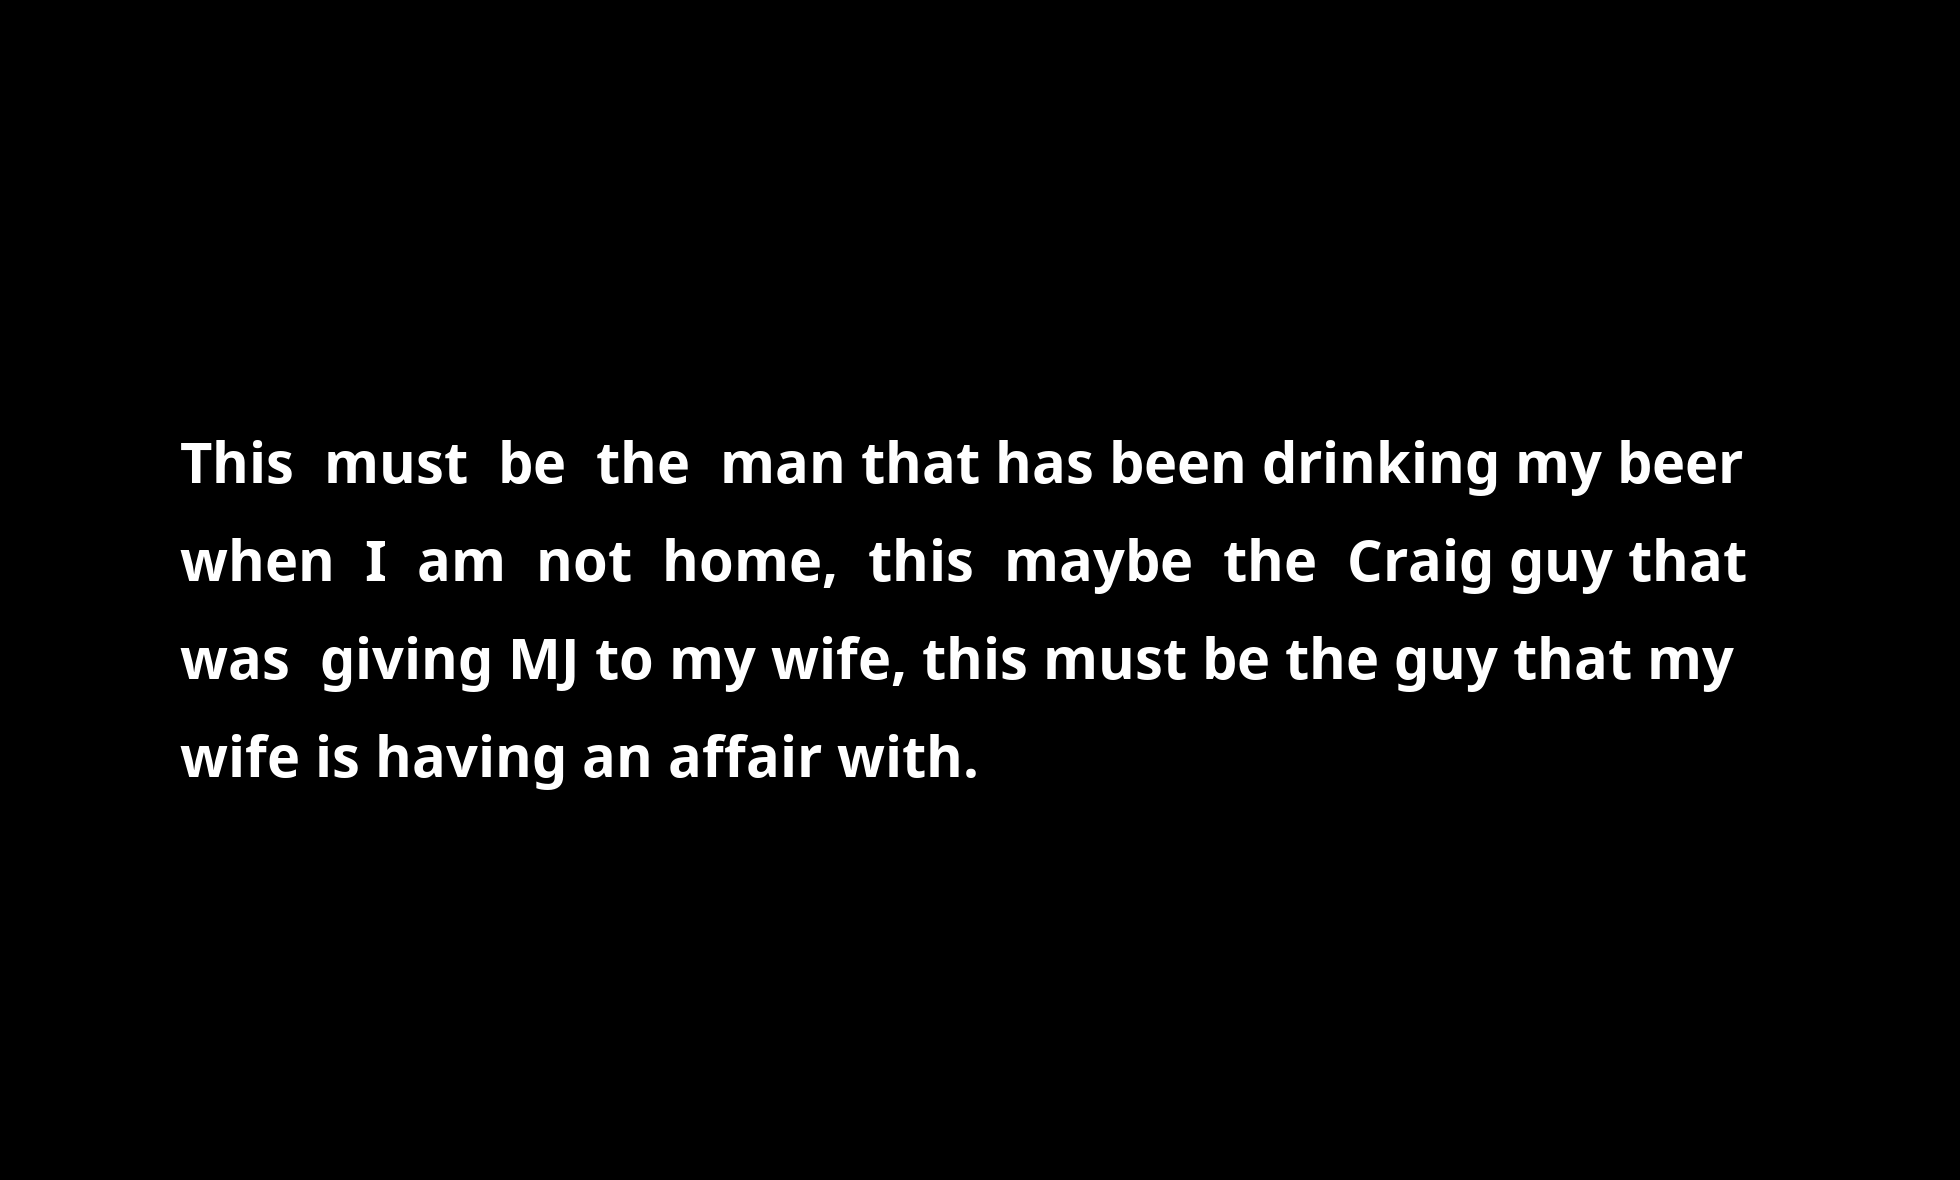 This must be the man that has been drinking my beer
when I am not home, this maybe the Craig guy that
was giving MJ to my wife, this must be the guy that my
wife is having an affair with.